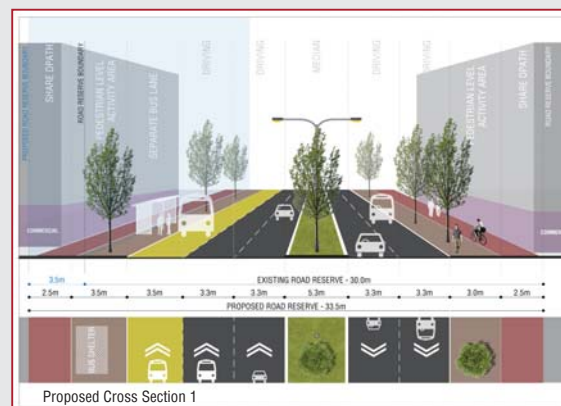 PROPOSED ROAD RESERVE BOUNDARY
SHARE DPATH
ROAD RESERVE BOUNDARY
PEDESTRIAN LEVEL
ACTIVITY AREA
SEPARATE BUS LANE
DRIVING
DRIVING
MEDIAN
DRIVING
DRIVING
PEDESTRIAN LEVEL
ACTIVITY AREA
SHARE DPATH
ROAD RESERVE BOUNDARY
COMMERCIAL
COMME
3.5m
EXISTING ROAD RESERVE - 30.0m
2.5m 3.5m 3.5m 3.3m 3.3m 5.3m 3.3m 3.3m 3.0m 2.5m
PROPOSED ROAD RESERVE - 33.5m
BUS SHELTER
Proposed Cross Section 1